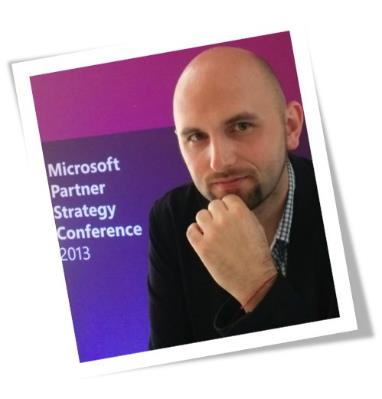 Microsoft
Partner
Strategy
Conference
2013